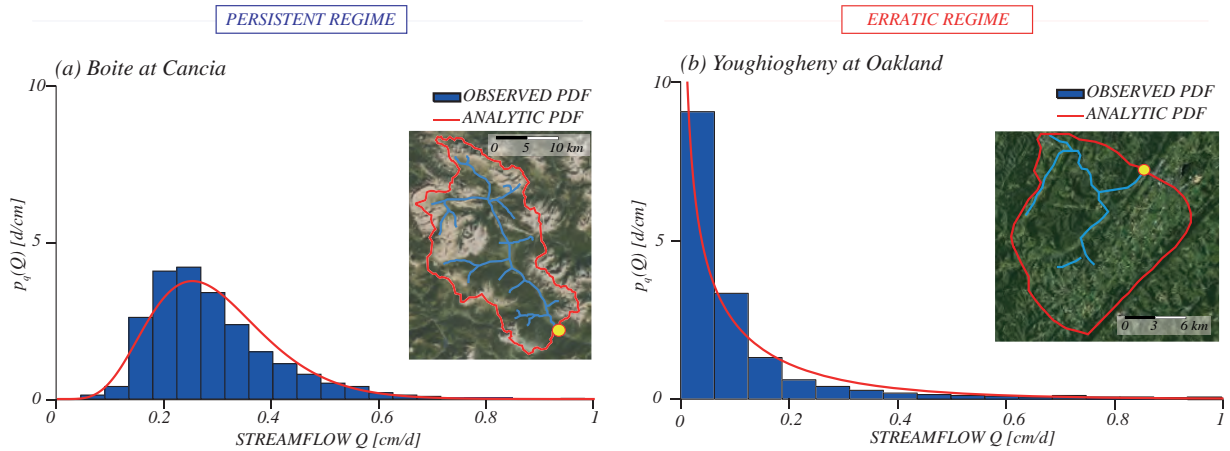 PERSISTENT REGIME
ERRATIC REGIME
(a) Boite at Cancia
10
5
0
p_q(Q) [d/cm]
OBSERVED PDF
ANALYTIC PDF
0 5 10 km
0 0.2 0.4 0.6 0.8 1
STREAMFLOW Q [cm/d]
(b) Youghiogheny at Oakland
10
5
0
p_q(Q) [d/cm]
OBSERVED PDF
ANALYTIC PDF
0 3 6 km
0 0.2 0.4 0.6 0.8 1
STREAMFLOW Q [cm/d]